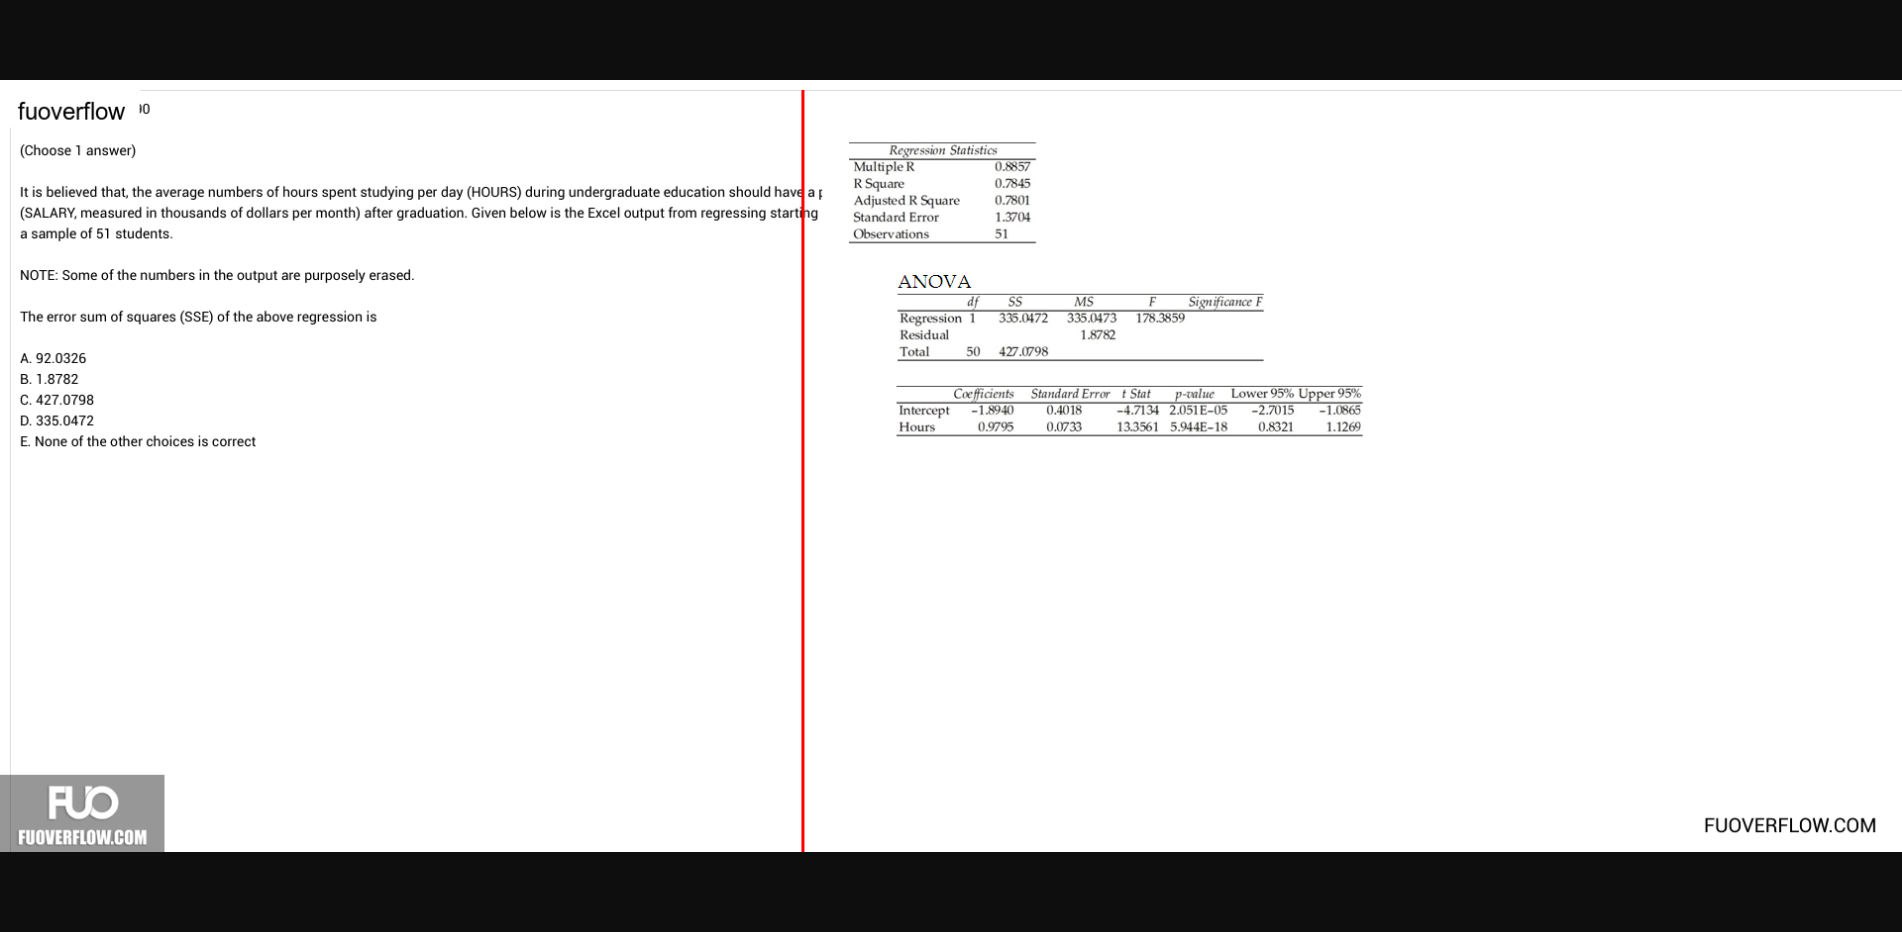 fuoverflow
(Choose 1 answer)
It is believed that, the average numbers of hours spent studying per day (HOURS) during undergraduate education should have a
(SALARY, measured in thousands of dollars per month) after graduation. Given below is the Excel output from regressing starting
a sample of 51 students.
NOTE: Some of the numbers in the output are purposely erased.
The error sum of squares (SSE) of the above regression is
A. 92.0326
B. 1.8782
C. 427.0798
D. 335.0472
E. None of the other choices is correct
Regression Statistics
Multiple R 0.8857
R Square 0.7845
Adjusted R Square 0.7801
Standard Error 1.3704
Observations 51
ANOVA
df SS MS F Significance F
Regression 1 335.0472 335.0473 178.3859
Residual 1.8782
Total 50 427.0798
Coefficients Standard Error t Stat p-value Lower 95% Upper 95%
Intercept −1.8940 0.4018 −4.7134 2.051E−05 −2.7015 −1.0865
Hours 0.9795 0.0733 13.3561 5.944E−18 0.8321 1.1269
FUO
FUOVERFLOW.COM
FUOVERFLOW.COM